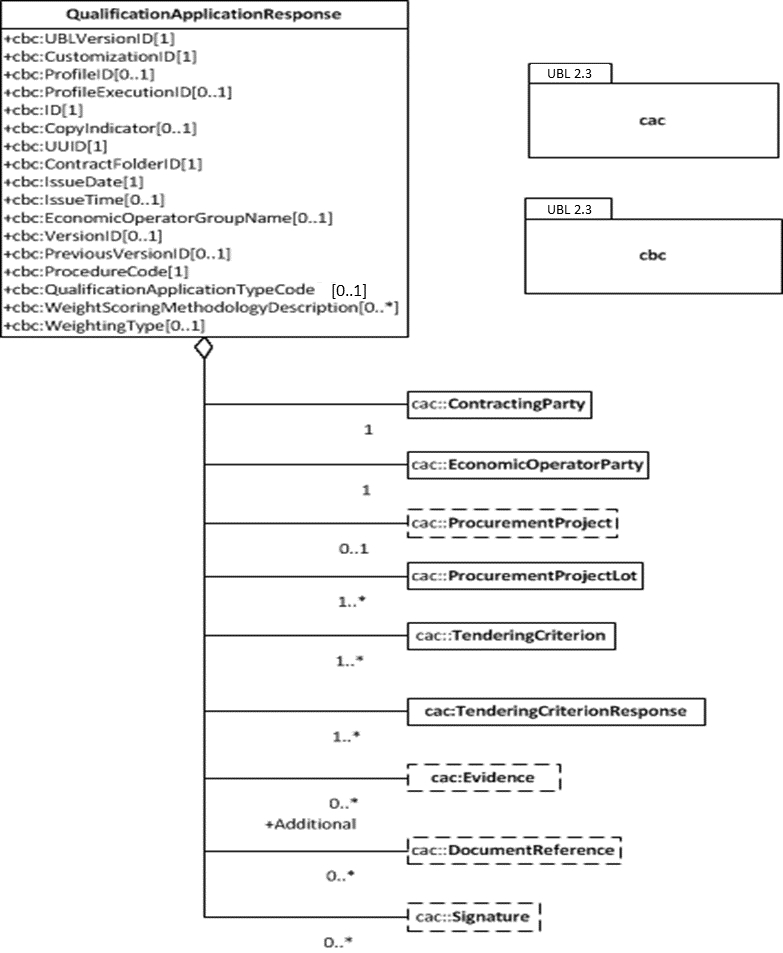 QualificationApplicationResponse
+cbc:UBLVersionID[1]
+cbc:CustomizationID[1]
+cbc:ProfileID[0..1]
+cbc:ProfileExecutionID[0..1]
+cbc:ID[1]
+cbc:CopyIndicator[0..1]
+cbc:UUID[1]
+cbc:ContractFolderID[1]
+cbc:IssueDate[1]
+cbc:IssueTime[0..1]
+cbc:EconomicOperatorGroupName[0..1]
+cbc:VersionID[0..1]
+cbc:PreviousVersionID[0..1]
+cbc:ProcedureCode[1]
+cbc:QualificationApplicationTypeCode [0..1]
+cbc:WeightScoringMethodologyDescription[0..*]
+cbc:WeightingType[0..1]
UBL 2.3
cac
UBL 2.3
cbc
cac::ContractingParty
1
cac::EconomicOperatorParty
1
cac::ProcurementProject
0..1
cac::ProcurementProjectLot
1..*
cac::TenderingCriterion
1..*
cac:TenderingCriterionResponse
1..*
cac:Evidence
0..*
+Additional
cac::DocumentReference
0..*
cac::Signature
0..*